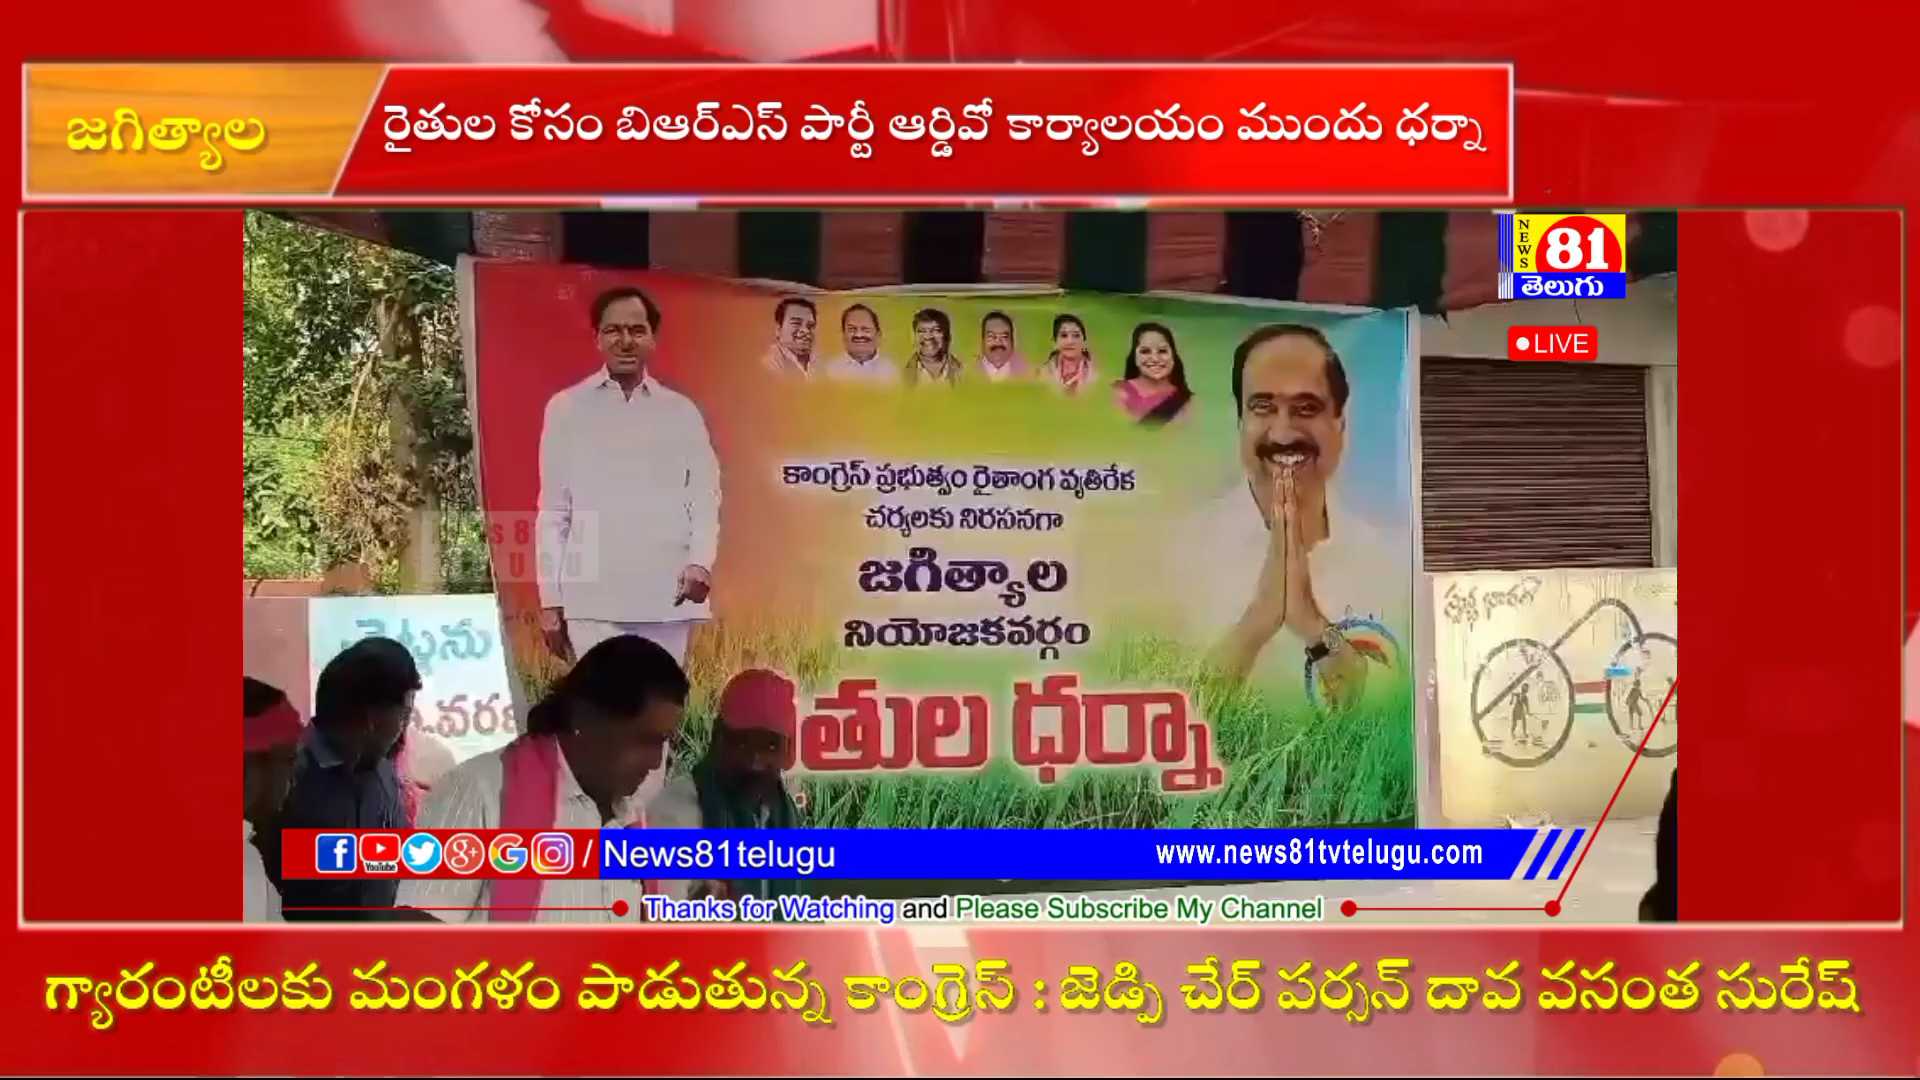 జగిత్యాల
రైతుల కోసం బిఆర్ఎస్ పార్టీ ఆర్డివో కార్యాలయం ముందు ధర్నా
NEWS
81
తెలుగు
LIVE
కాంగ్రెస్ ప్రభుత్వం రైతాంగ వ్యతిరేక
చర్యలకు నిరసనగా
జగిత్యాల
నియోజకవర్గం
తుల ధర్నా
f YouTube g+ G / News81telugu
www.news81tvtelugu.com
Thanks for Watching and Please Subscribe My Channel
గ్యారంటీలకు మంగళం పాడుతున్న కాంగ్రెస్ : జెడ్పి చేర్ పర్సన్ దావ వసంత సురేష్